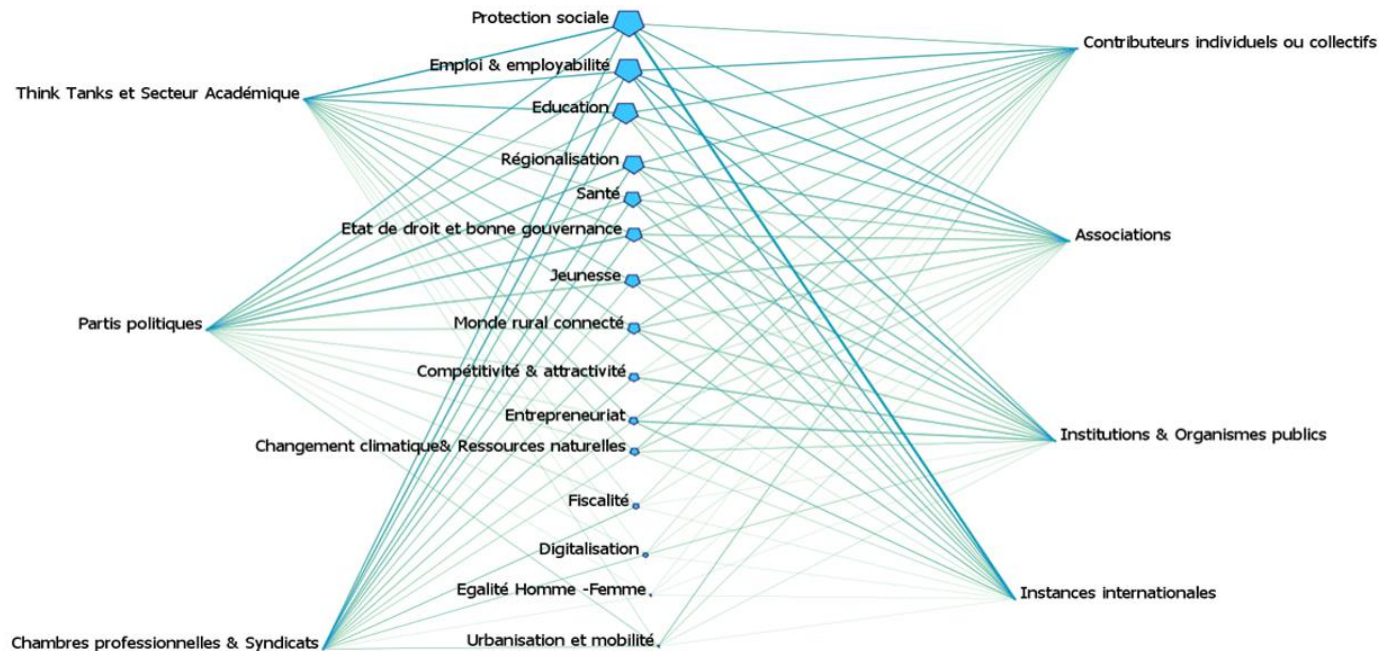 Protection sociale
Contributeurs individuels ou collectifs
Emploi & employabilité
Think Tanks et Secteur Académique
Education
Régionalisation
Santé
Etat de droit et bonne gouvernance
Associations
Jeunesse
Partis politiques
Monde rural connecté
Compétitivité & attractivité
Entrepreneuriat
Institutions & Organismes publics
Changement climatique& Ressources naturelles
Fiscalité
Digitalisation
Egalité Homme -Femme
Instances internationales
Chambres professionnelles & Syndicats
Urbanisation et mobilité